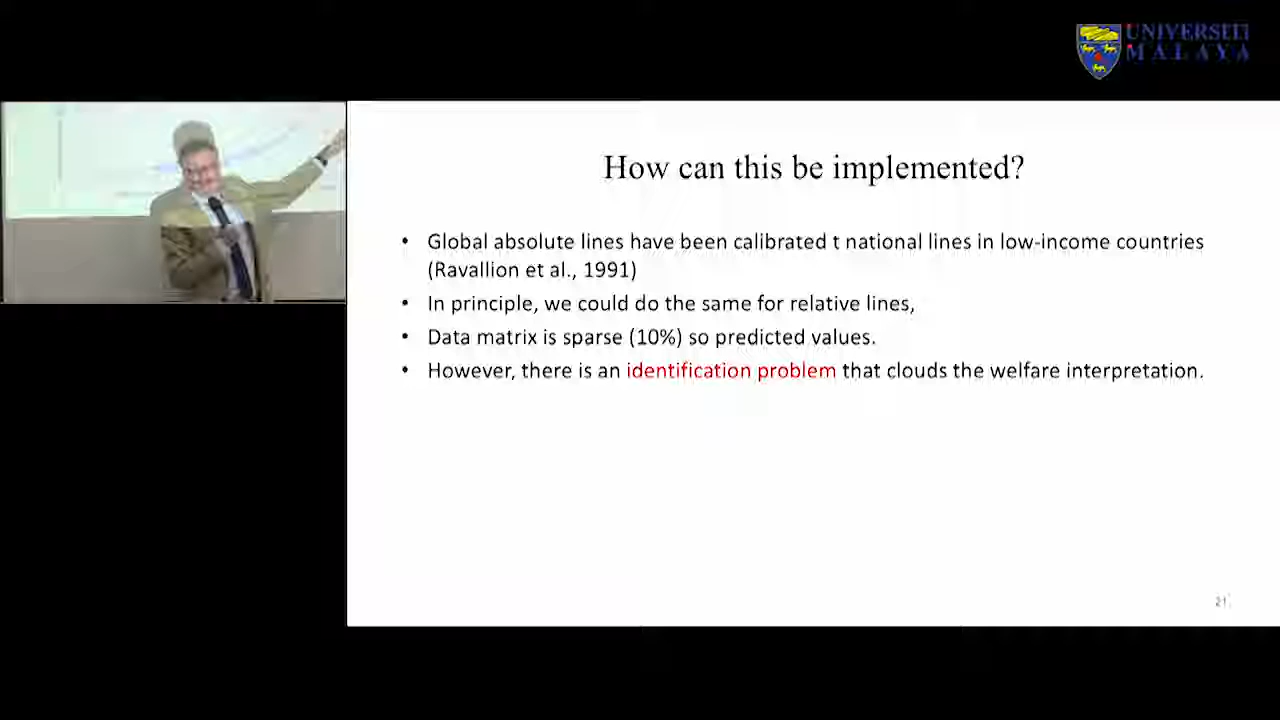 UNIVERSITI
MALAYA
How can this be implemented?
• Global absolute lines have been calibrated t national lines in low-income countries
(Ravallion et al., 1991)
• In principle, we could do the same for relative lines,
• Data matrix is sparse (10%) so predicted values.
• However, there is an identification problem that clouds the welfare interpretation.
21